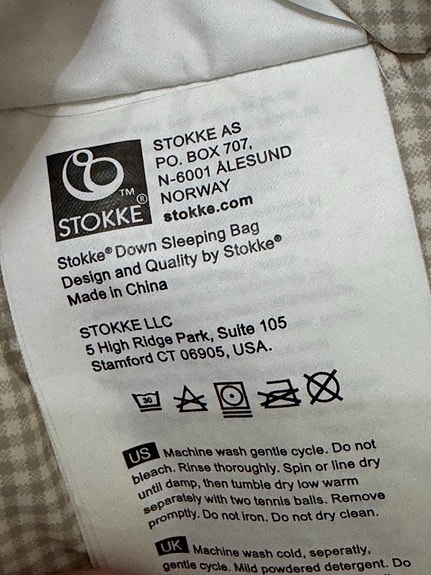 STOKKE AS
PO. BOX 707,
N-6001 ÅLESUND
NORWAY
stokke.com
TM
STOKKE®
Stokke® Down Sleeping Bag
Design and Quality by Stokke®
Made in China
STOKKE LLC
5 High Ridge Park, Suite 105
Stamford CT 06905, USA.
30
US Machine wash gentle cycle. Do not
bleach. Rinse thoroughly. Spin or line dry
until damp, then tumble dry low warm
separately with two tennis balls. Remove
promptly. Do not iron. Do not dry clean.
UK Machine wash cold, seperatly,
gentle cycle. Mild powdered detergent. Do